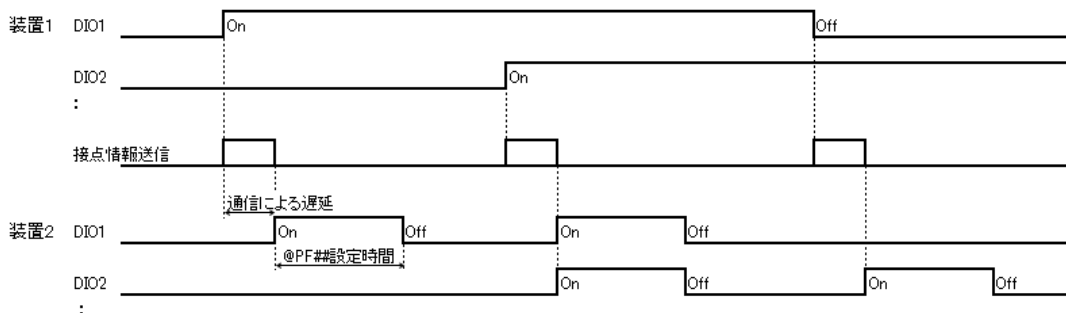 装置1 DIO1 On Off
DIO2 On
:
接点情報送信
通信による遅延
装置2 DIO1 On Off On Off
@PF##設定時間
DIO2 On Off On Off
: